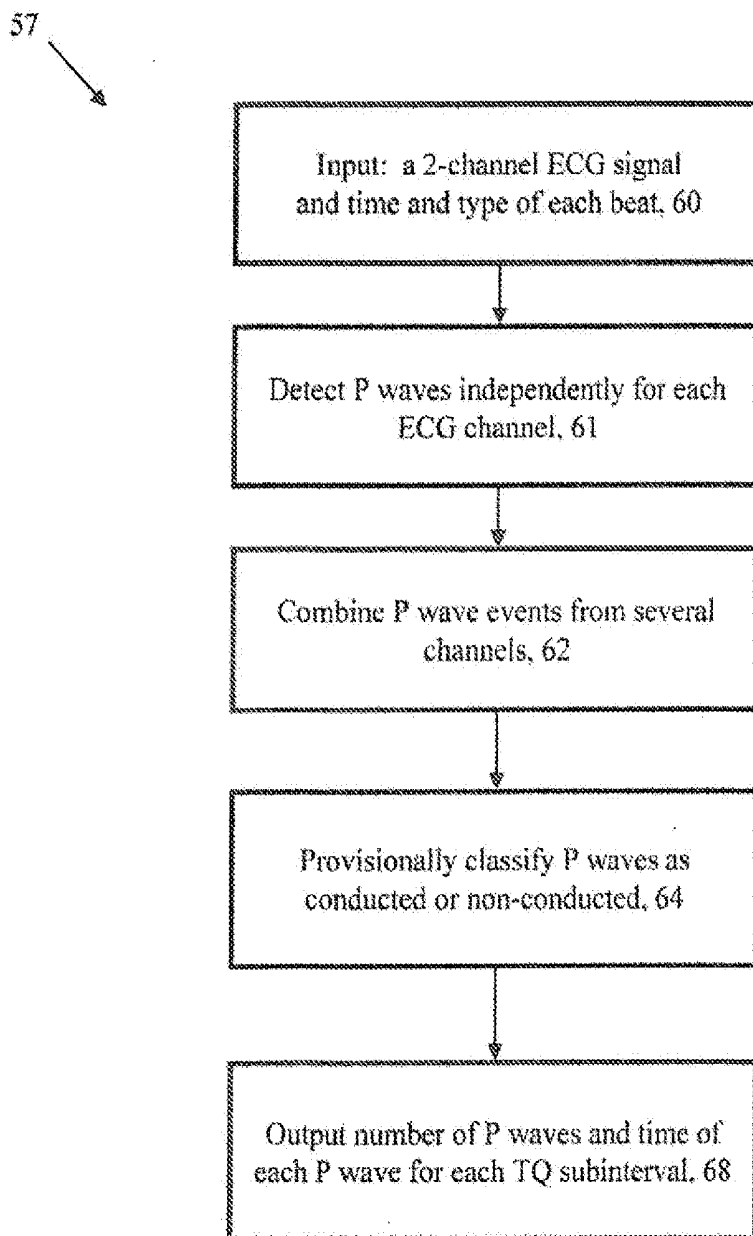 57
Input: a 2-channel ECG signal
and time and type of each beat, 60
Detect P waves independently for each
ECG channel, 61
Combine P wave events from several
channels, 62
Provisionally classify P waves as
conducted or non-conducted, 64
Output number of P waves and time of
each P wave for each TQ subinterval, 68